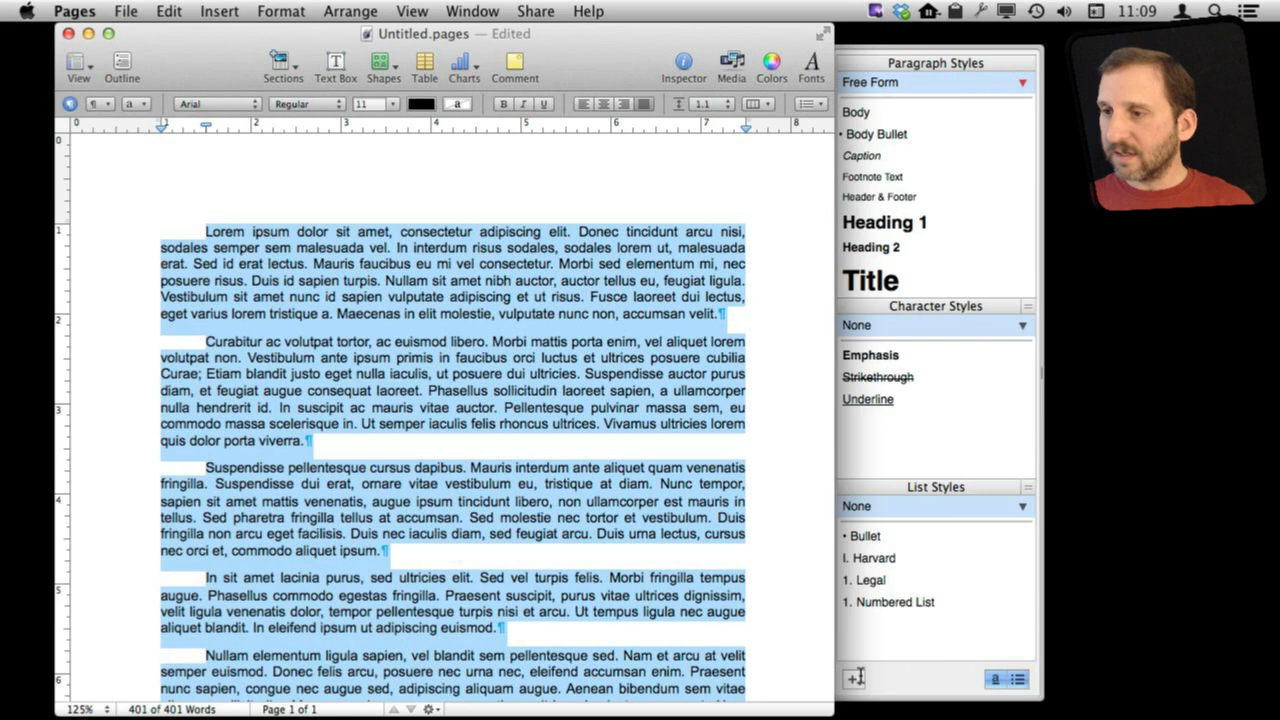 Pages File Edit Insert Format Arrange View Window Share Help 11:09
Untitled.pages — Edited
View Outline Sections Text Box Shapes Table Charts Comment Inspector Media Colors Fonts
¶ a Arial Regular 11 a B I U 1.1
0 1 2 3 4 5 6 7 8
0
1
2
3
4
5
6
Lorem ipsum dolor sit amet, consectetur adipiscing elit. Donec tincidunt arcu nisi,
sodales semper sem malesuada vel. In interdum risus sodales, sodales lorem ut, malesuada
erat. Sed id erat lectus. Mauris faucibus eu mi vel consectetur. Morbi sed elementum mi, nec
posuere risus. Duis id sapien turpis. Nullam sit amet nibh auctor, auctor tellus eu, feugiat ligula.
Vestibulum sit amet nunc id sapien vulputate adipiscing et ut risus. Fusce laoreet dui lectus,
eget varius lorem tristique a. Maecenas in elit molestie, vulputate nunc non, accumsan velit.¶
Curabitur ac volutpat tortor, ac euismod libero. Morbi mattis porta enim, vel aliquet lorem
volutpat non. Vestibulum ante ipsum primis in faucibus orci luctus et ultrices posuere cubilia
Curae; Etiam blandit justo eget nulla iaculis, ut posuere dui ultricies. Suspendisse auctor purus
diam, et feugiat augue consequat laoreet. Phasellus sollicitudin laoreet sapien, a ullamcorper
nulla hendrerit id. In suscipit ac mauris vitae auctor. Pellentesque pulvinar massa sem, eu
commodo massa scelerisque in. Ut semper iaculis felis rhoncus ultrices. Vivamus ultricies lorem
quis dolor porta viverra.¶
Suspendisse pellentesque cursus dapibus. Mauris interdum ante aliquet quam venenatis
fringilla. Suspendisse dui erat, ornare vitae vestibulum eu, tristique at diam. Nunc tempor,
sapien sit amet mattis venenatis, augue ipsum tincidunt libero, non ullamcorper est mauris in
tellus. Sed pharetra fringilla tellus at accumsan. Sed molestie nec tortor et vestibulum. Duis
fringilla non arcu eget facilisis. Duis nec iaculis diam, sed feugiat arcu. Duis urna lectus, cursus
nec orci et, commodo aliquet ipsum.¶
In sit amet lacinia purus, sed ultricies elit. Sed vel turpis felis. Morbi fringilla tempus
augue. Phasellus commodo egestas fringilla. Praesent suscipit, purus vitae ultrices dignissim,
velit ligula venenatis dolor, tempor pellentesque turpis nisi et arcu. Ut tempus ligula nec augue
aliquet blandit. In eleifend ipsum ut adipiscing euismod.¶
Nullam elementum ligula sapien, vel blandit sem pellentesque sed. Nam et arcu at velit
semper euismod. Donec felis arcu, posuere nec urna nec, eleifend accumsan enim. Praesent
nunc sapien, congue nec augue sed, adipiscing aliquam augue. Aenean bibendum sem vitae
125% 401 of 401 Words Page 1 of 1
Paragraph Styles
Free Form
Body
• Body Bullet
Caption
Footnote Text
Header & Footer
Heading 1
Heading 2
Title
Character Styles
None
Emphasis
Strikethrough
Underline
List Styles
None
• Bullet
I. Harvard
1. Legal
1. Numbered List
+ a